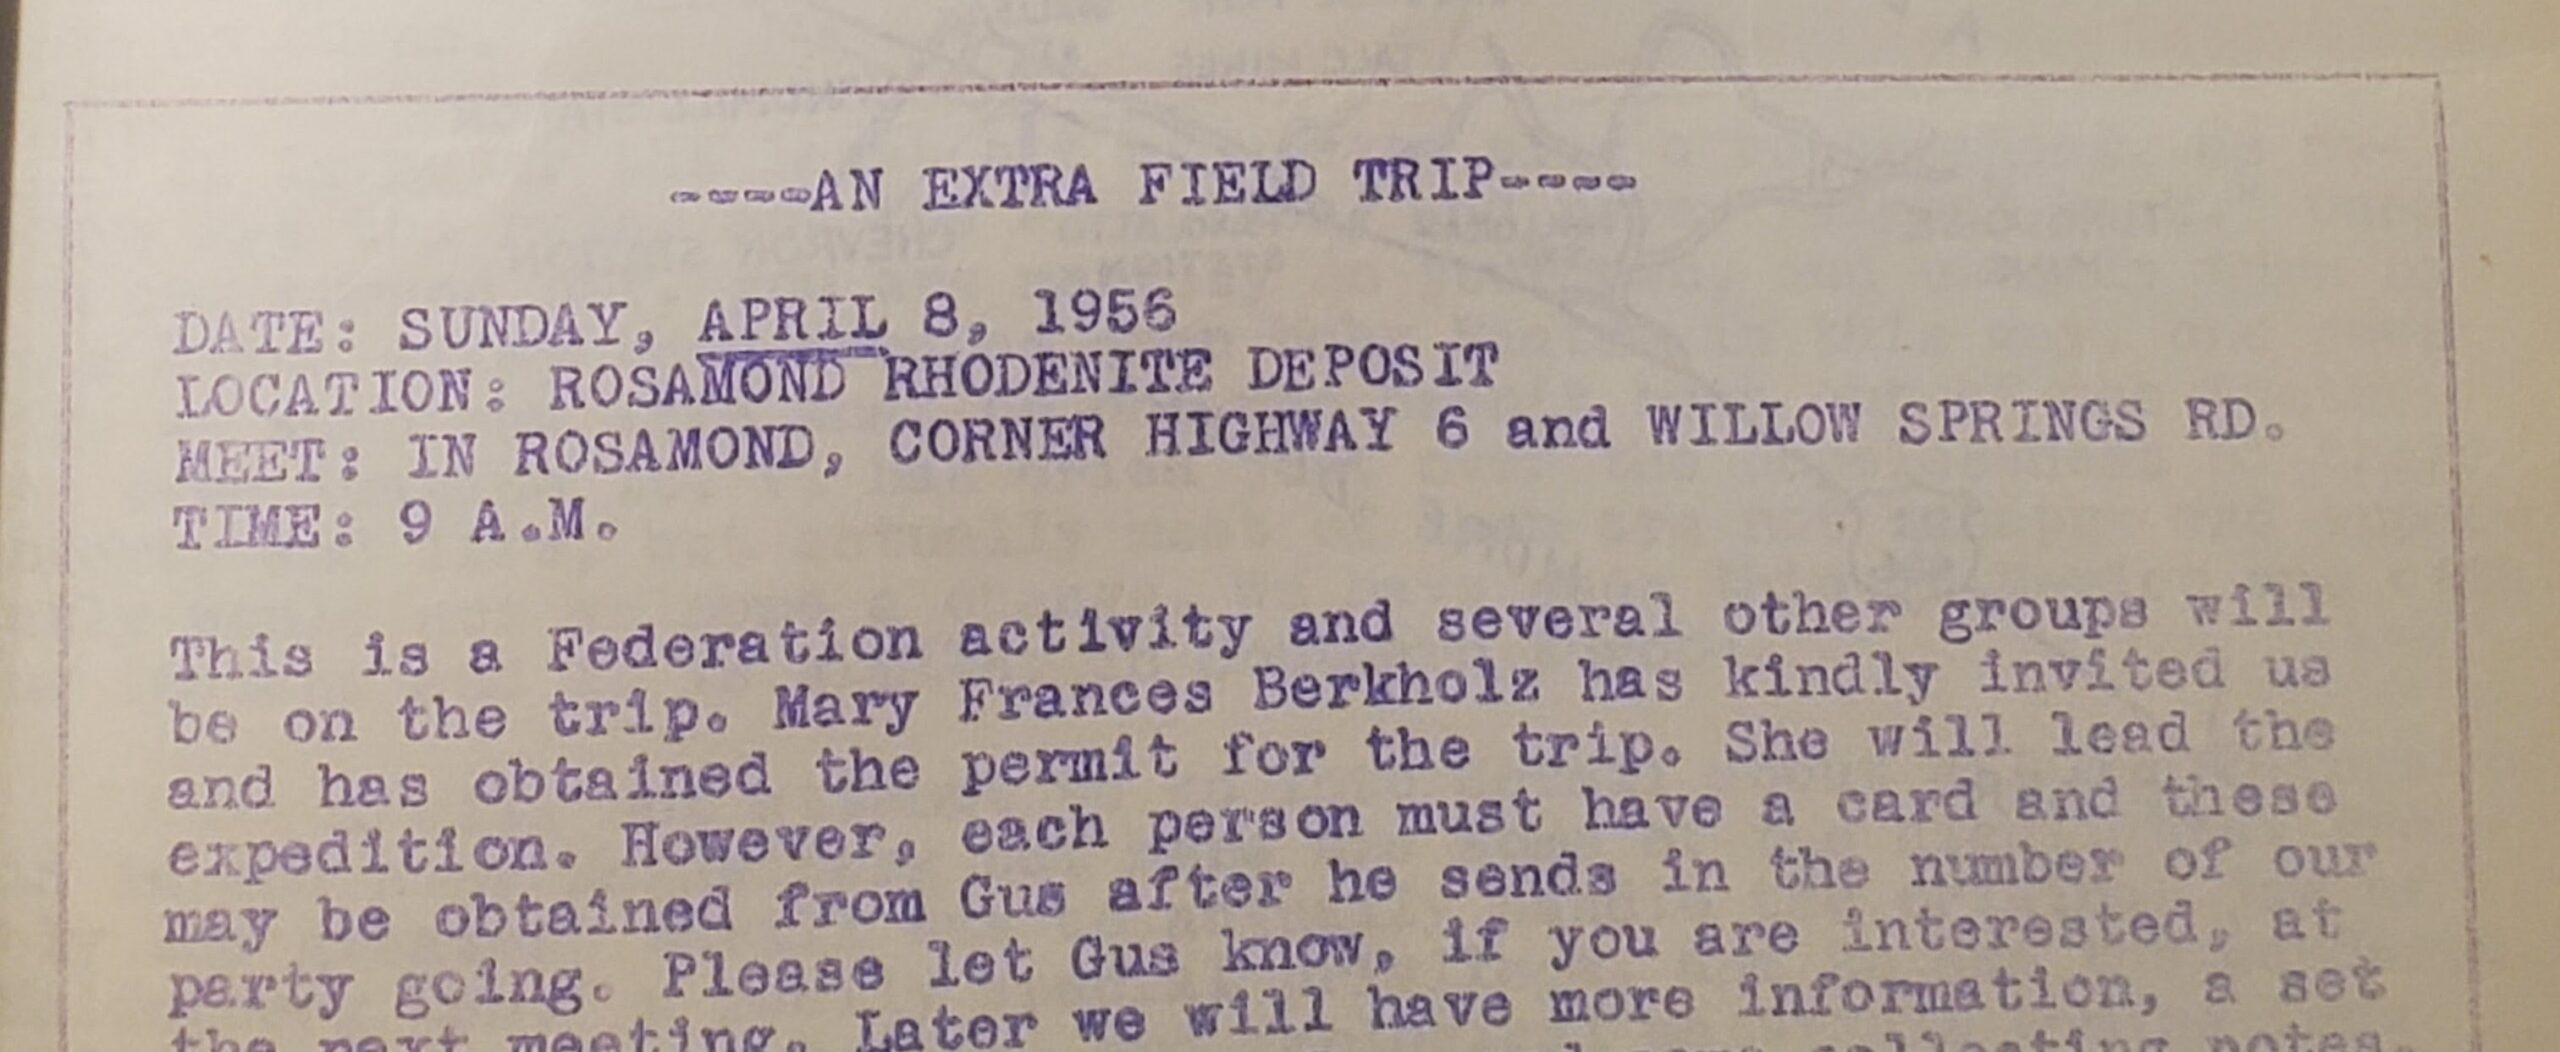 ----AN EXTRA FIELD TRIP----
DATE: SUNDAY, APRIL 8, 1956
LOCATION: ROSAMOND RHODENITE DEPOSIT
MEET: IN ROSAMOND, CORNER HIGHWAY 6 and WILLOW SPRINGS RD.
TIME: 9 A.M.
This is a Federation activity and several other groups will
be on the trip. Mary Frances Berkholz has kindly invited us
and has obtained the permit for the trip. She will lead the
expedition. However, each person must have a card and these
may be obtained from Gus after he sends in the number of our
party going. Please let Gus know, if you are interested, at
the next meeting. Later we will have more information, a set
collecting notes.